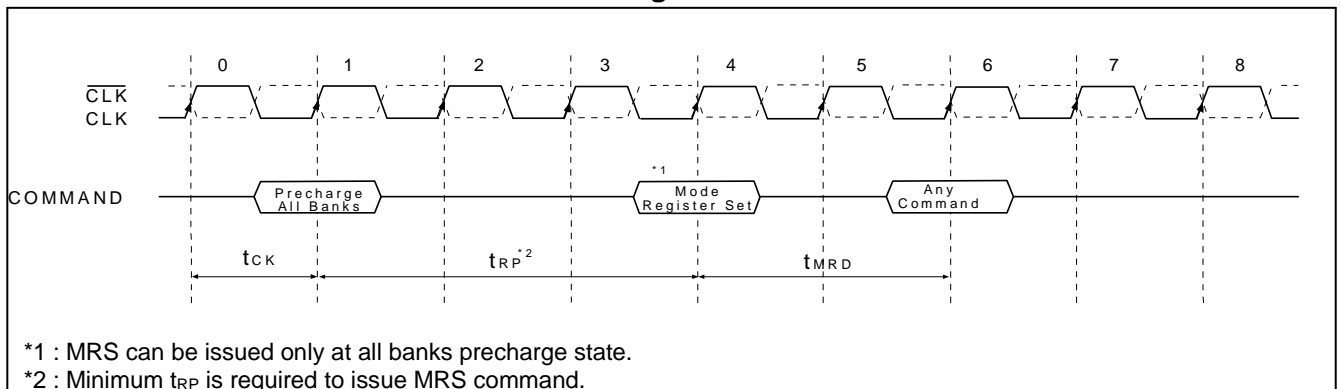 0 1 2 3 4 5 6 7 8
CLK
CLK
*1
COMMAND
Precharge
All Banks
Mode
Register Set
Any
Command
tCK
tRP*2
tMRD
*1 : MRS can be issued only at all banks precharge state.
*2 : Minimum tRP is required to issue MRS command.